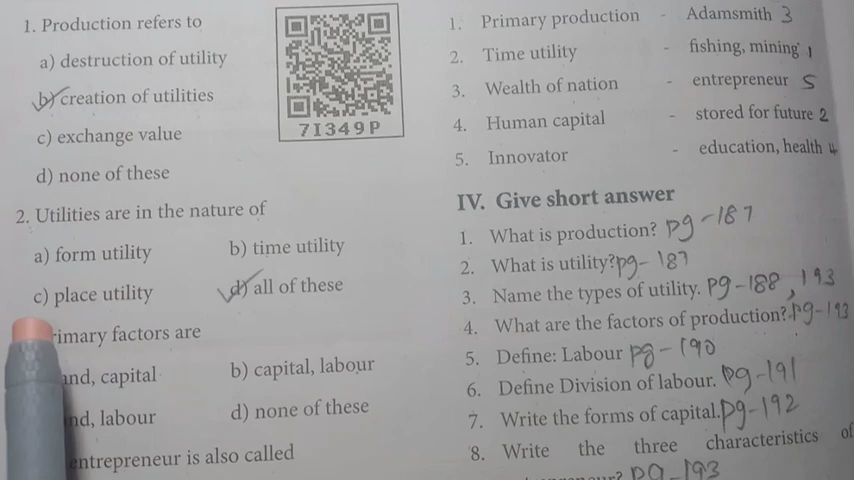 1. Production refers to
a) destruction of utility
b) creation of utilities
c) exchange value
d) none of these
7I349P
2. Utilities are in the nature of
a) form utility b) time utility
c) place utility d) all of these
rimary factors are
and, capital b) capital, labour
nd, labour d) none of these
entrepreneur is also called
1. Primary production - Adamsmith 3
2. Time utility - fishing, mining 1
3. Wealth of nation - entrepreneur 5
4. Human capital - stored for future 2
5. Innovator - education, health 4
IV. Give short answer
1. What is production? pg-187
2. What is utility? pg-187
3. Name the types of utility. pg-188, 193
4. What are the factors of production? pg-193
5. Define: Labour pg-190
6. Define Division of labour. pg-191
7. Write the forms of capital. pg-192
8. Write the three characteristics of
pg-193